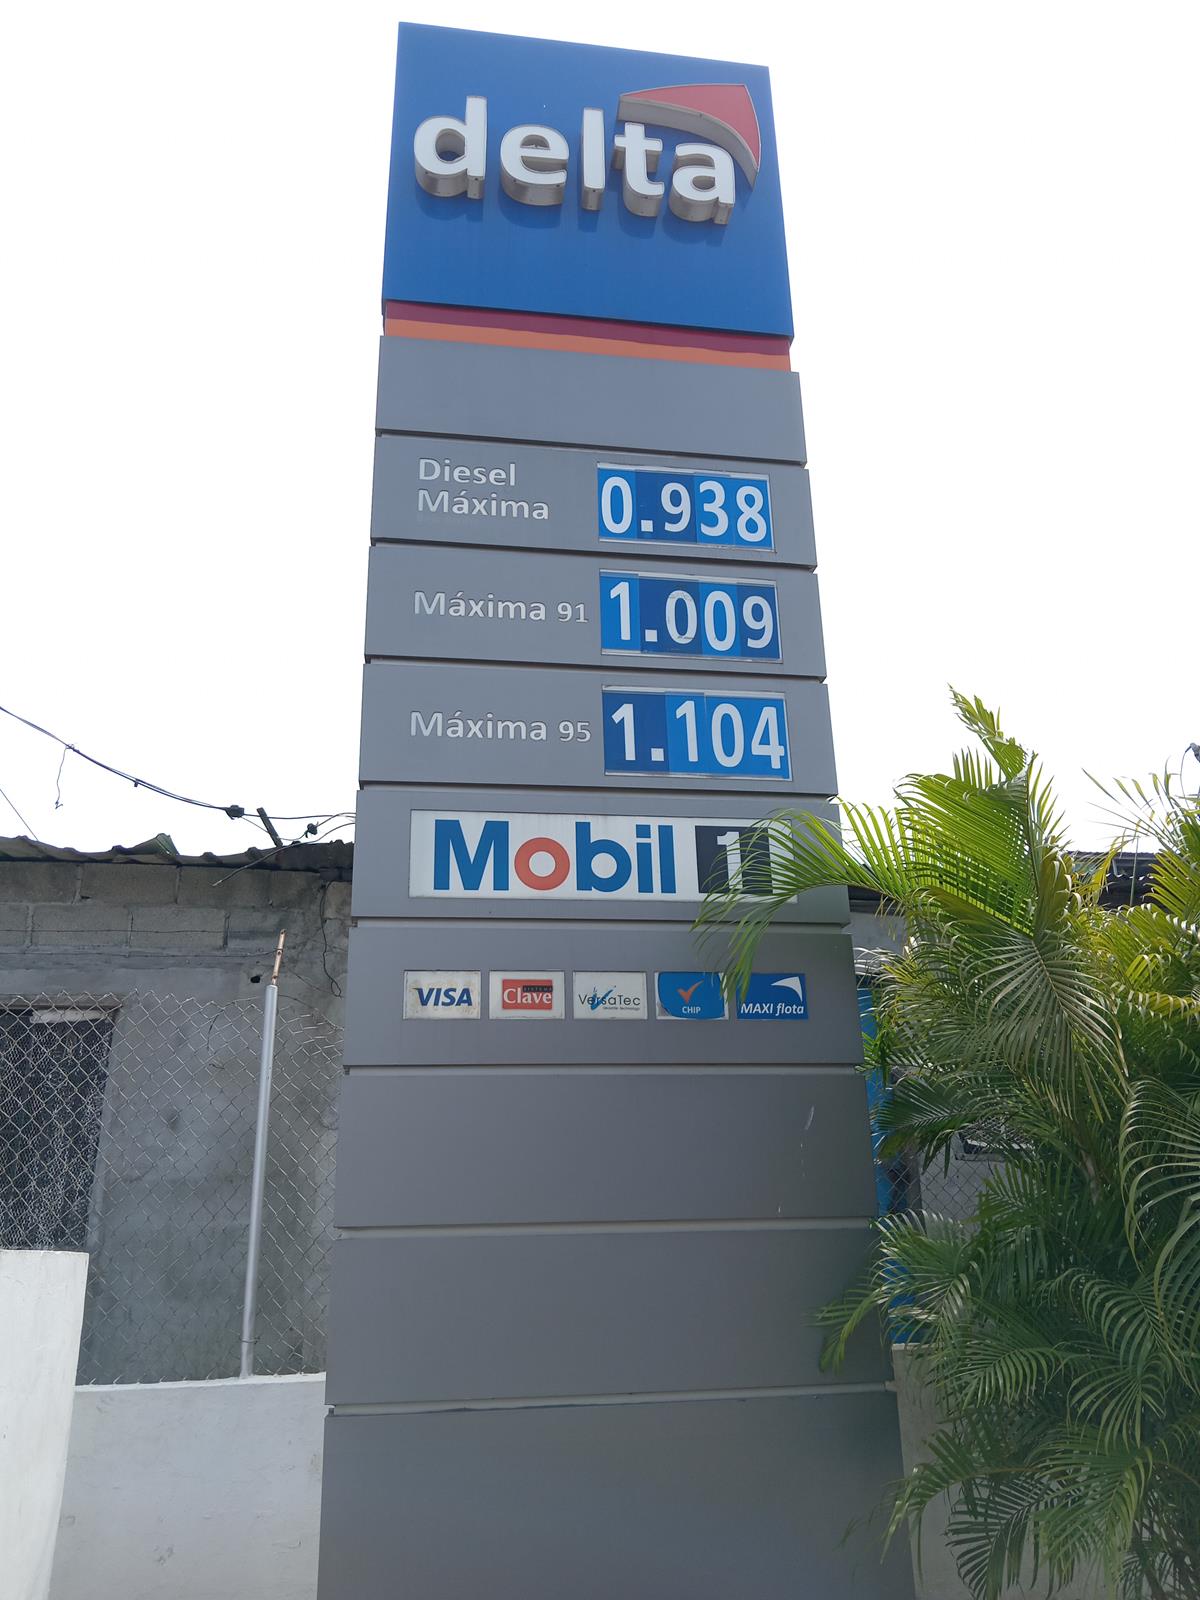 delta
Diesel
Máxima
0.938
Máxima 91
1.009
Máxima 95
1.104
Mobil 1
VISA
SISTEMA
Clave
VersaTec
CHIP
MAXI flota